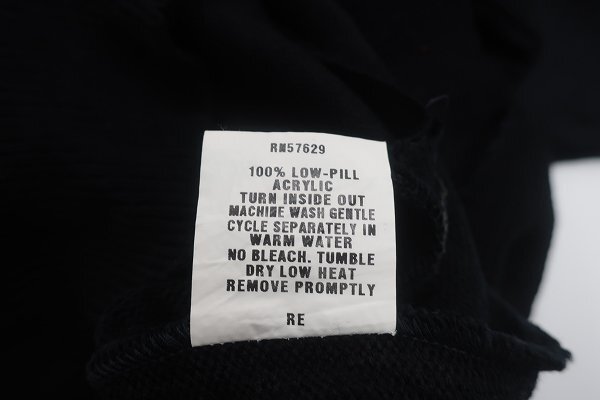 RN57629
100% LOW-PILL
ACRYLIC
TURN INSIDE OUT
MACHINE WASH GENTLE
CYCLE SEPARATELY IN
WARM WATER
NO BLEACH. TUMBLE
DRY LOW HEAT
REMOVE PROMPTLY
RE